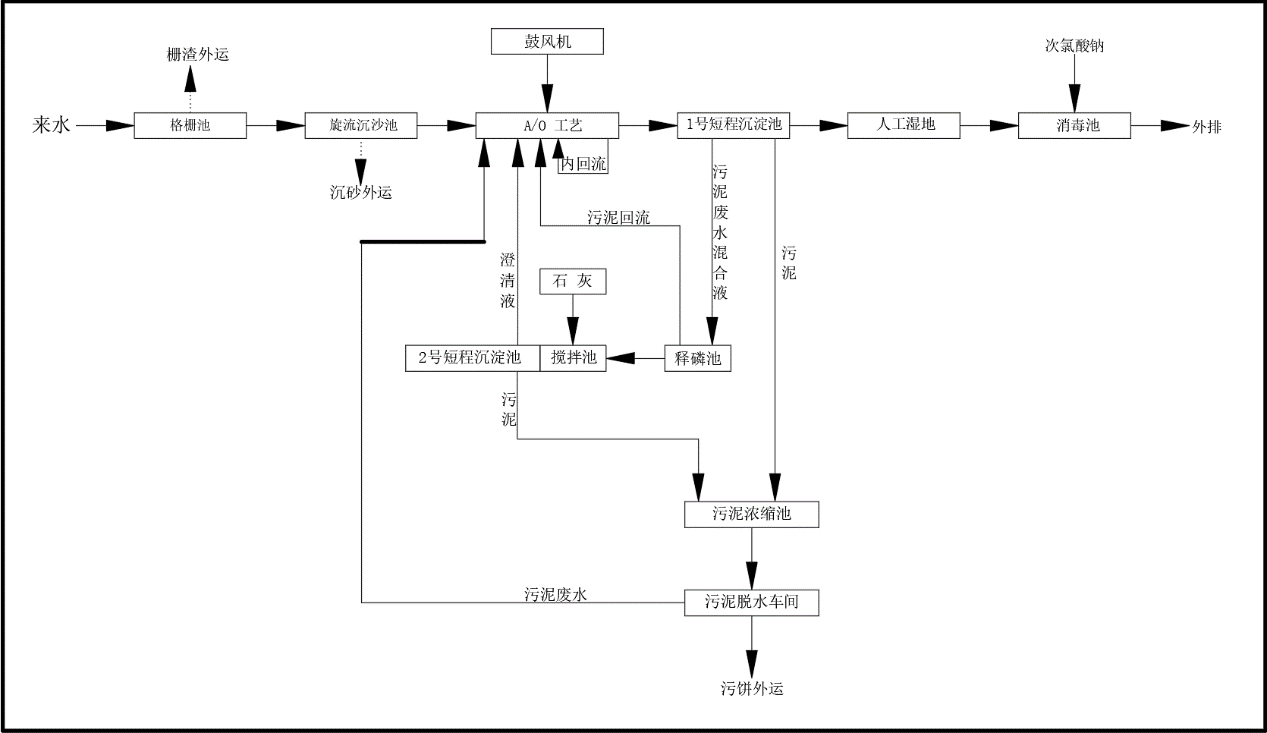 鼓风机
次氯酸钠
栅渣外运
来水
格栅池
旋流沉沙池
A/O 工艺
1号短程沉淀池
人工湿地
消毒池
外排
内回流
沉砂外运
污泥回流
污泥废水混合液
污泥
澄清液
石 灰
2号短程沉淀池
搅拌池
释磷池
污泥
污泥浓缩池
污泥废水
污泥脱水车间
污饼外运